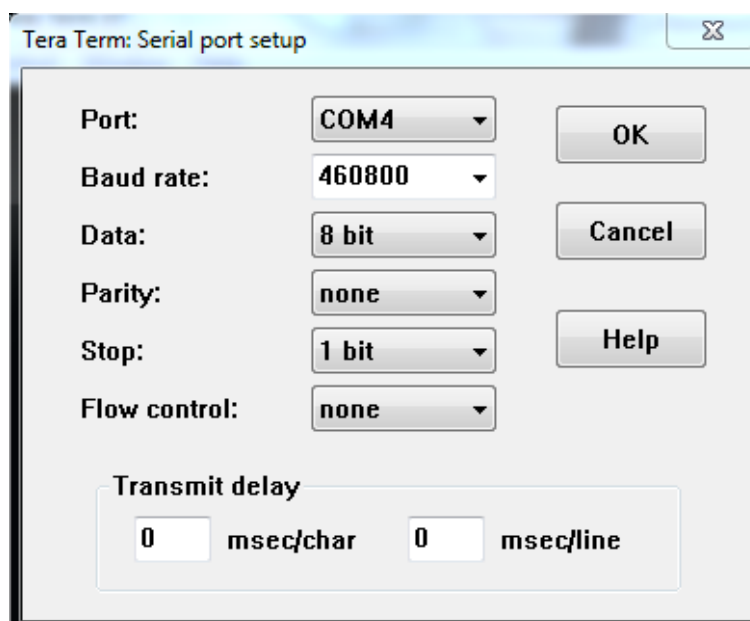 Tera Term: Serial port setup
Port: COM4 OK
Baud rate: 460800
Data: 8 bit Cancel
Parity: none
Stop: 1 bit Help
Flow control: none
Transmit delay
0 msec/char 0 msec/line